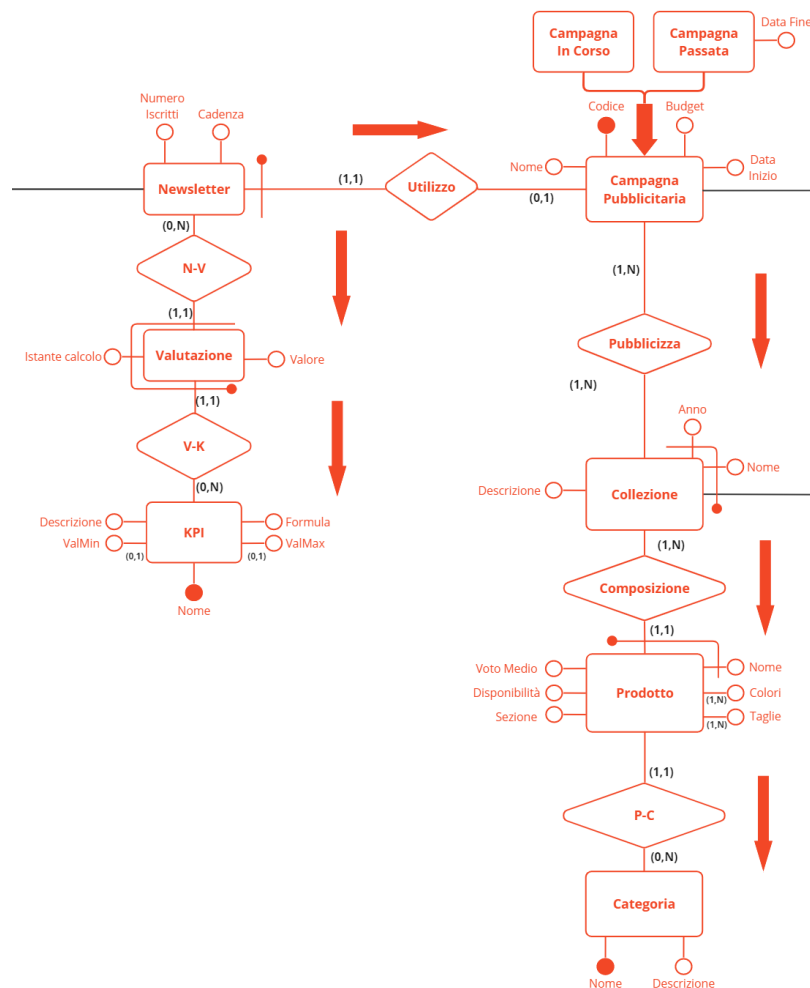 Campagna
In Corso
Campagna
Passata
Data Fine
Numero
Iscritti
Cadenza
Codice
Budget
Newsletter
(1,1)
Utilizzo
Nome
(0,1)
Campagna
Pubblicitaria
Data
Inizio
(0,N)
N-V
(1,1)
(1,N)
Pubblicizza
(1,N)
Istante calcolo
Valutazione
Valore
(1,1)
V-K
(0,N)
Anno
Nome
Descrizione
Collezione
Descrizione
ValMin
(0,1)
KPI
Formula
ValMax
(0,1)
Nome
(1,N)
Composizione
(1,1)
Voto Medio
Disponibilità
Sezione
Prodotto
Nome
Colori
(1,N)
Taglie
(1,N)
(1,1)
P-C
(0,N)
Categoria
Nome
Descrizione